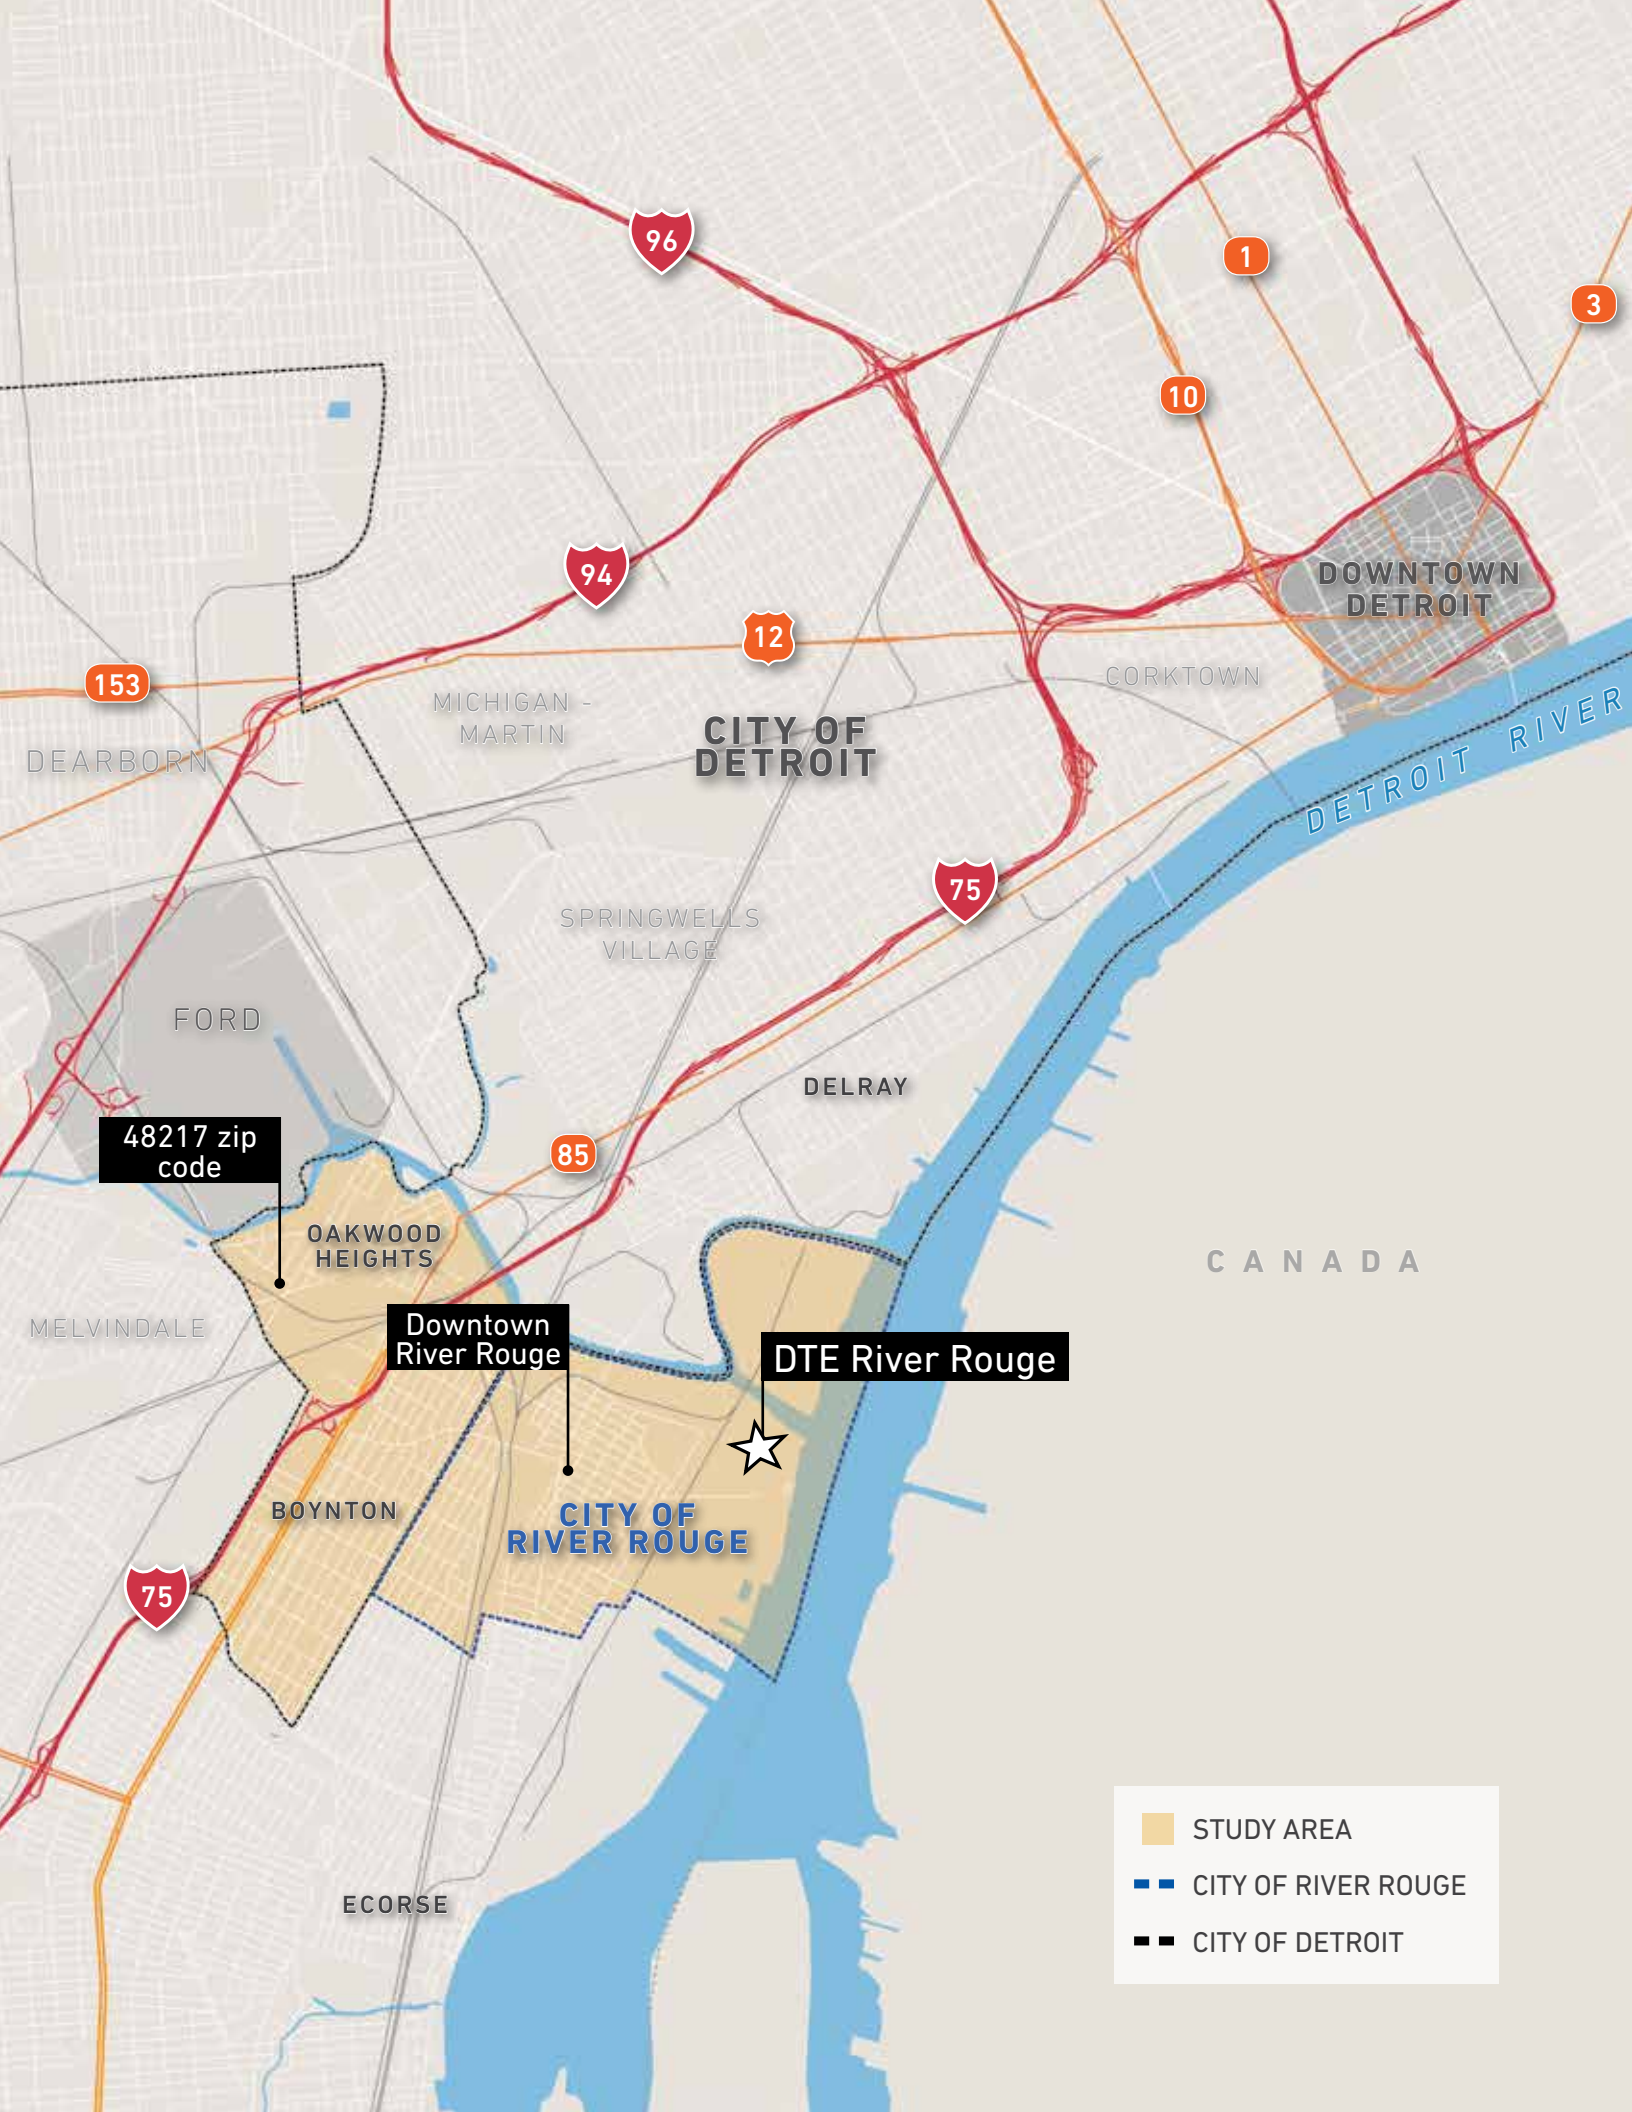 96
1
3
10
94
DOWNTOWN
DETROIT
12
153
CORKTOWN
MICHIGAN -
MARTIN
CITY OF
DETROIT
DEARBORN
DETROIT RIVER
75
SPRINGWELLS
VILLAGE
FORD
DELRAY
48217 zip
code
85
OAKWOOD
HEIGHTS
CANADA
MELVINDALE
Downtown
River Rouge
DTE River Rouge
BOYNTON
CITY OF
RIVER ROUGE
75
ECORSE
STUDY AREA
CITY OF RIVER ROUGE
CITY OF DETROIT